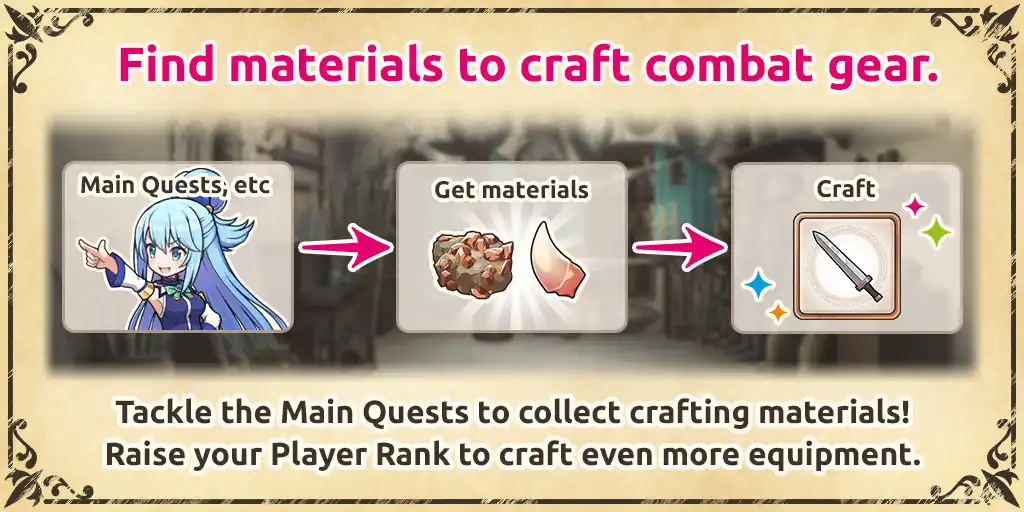 Find materials to craft combat gear.
Main Quests, etc
Get materials
Craft
Tackle the Main Quests to collect crafting materials!
Raise your Player Rank to craft even more equipment.